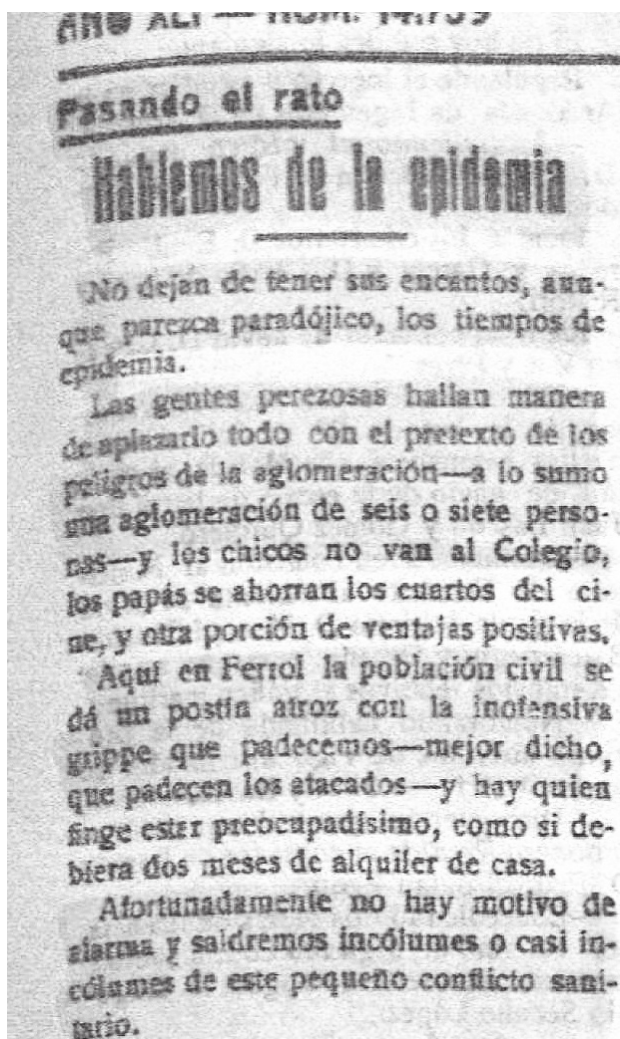 AÑO XLI — NÚM. 14.739
Pasando el rato
Hablemos de la epidemia
No dejan de tener sus encantos, aun-
que parezca paradójico, los tiempos de
epidemia.
Las gentes perezosas hallan manera
de aplazarlo todo con el pretexto de los
peligros de la aglomeración—a lo sumo
una aglomeración de seis o siete perso-
nas—y los chicos no van al Colegio,
los papás se ahorran los cuartos del ci-
ne, y otra porción de ventajas positivas.
Aquí en Ferrol la población civil se
dá un postín atroz con la inofensiva
grippe que padecemos—mejor dicho,
que padecen los atacados—y hay quien
finge estar preocupadísimo, como si de-
biera dos meses de alquiler de casa.
Afortunadamente no hay motivo de
alarma y saldremos incólumes o casi in-
cólumes de este pequeño conflicto sani-
tario.